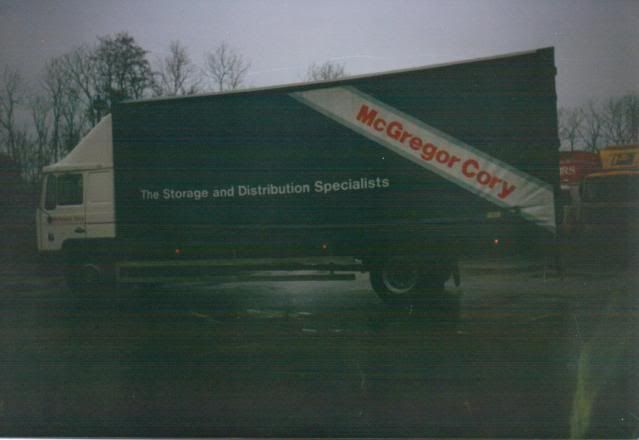 McGregor Cory
The Storage and Distribution Specialists